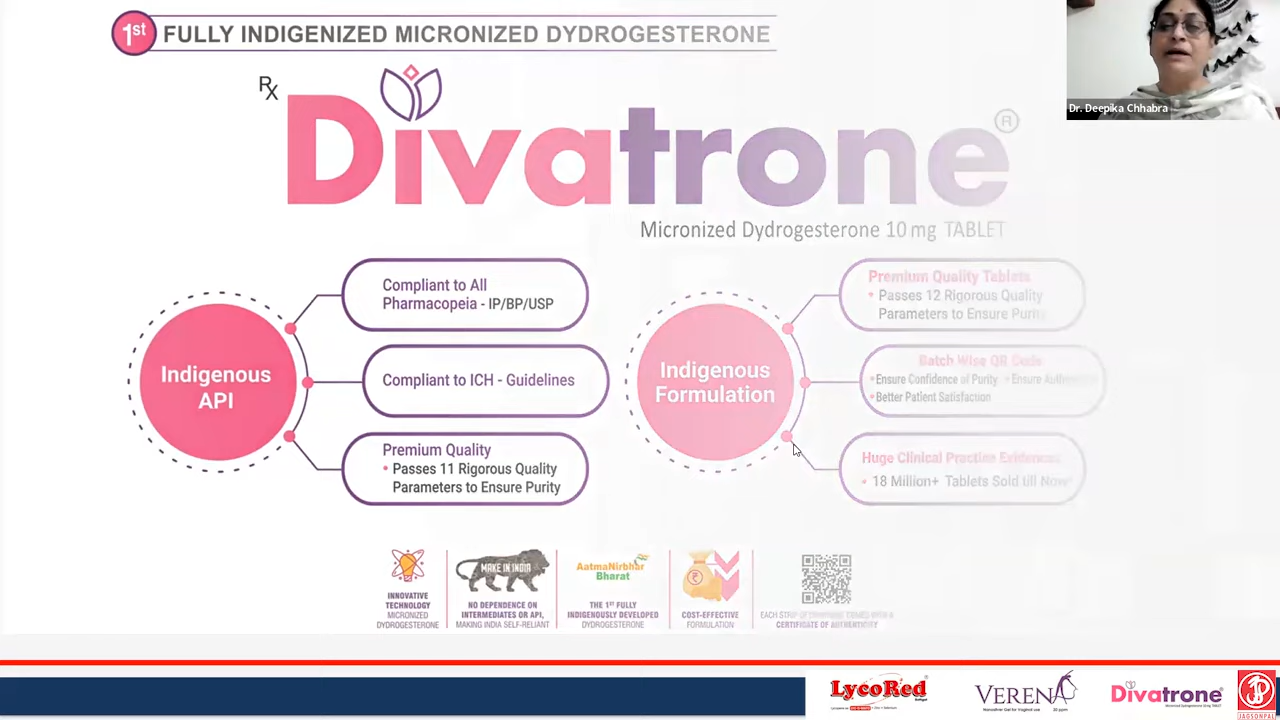 1st FULLY INDIGENIZED MICRONIZED DYDROGESTERONE
Dr. Deepika Chhabra
Rx
Divatrone®
Micronized Dydrogesterone 10 mg TABLET
Indigenous
API
Compliant to All
Pharmacopeia - IP/BP/USP
Compliant to ICH - Guidelines
Premium Quality
• Passes 11 Rigorous Quality
Parameters to Ensure Purity
Indigenous
Formulation
Premium Quality Tablets
• Passes 12 Rigorous Quality
Parameters to Ensure Purity
Batch Wise QR Code
• Ensure Confidence of Purity • Ensure
• Better Patient Satisfaction
Huge Clinical Practice Evidences
• 18 Million+ Tablets Sold till Now
INNOVATIVE
TECHNOLOGY
MICRONIZED
DYDROGESTERONE
MAKE IN INDIA
NO DEPENDENCE ON
INTERMEDIATES OR API,
MAKING INDIA SELF-RELIANT
AatmaNirbhar
Bharat
THE 1ST FULLY
INDIGENOUSLY DEVELOPED
DYDROGESTERONE
COST-EFFECTIVE
FORMULATION
EACH STRIP OF
CERTIFICATE OF AUTHENTICITY
LycoRed
VERENA
Divatrone
JAGSONPAL